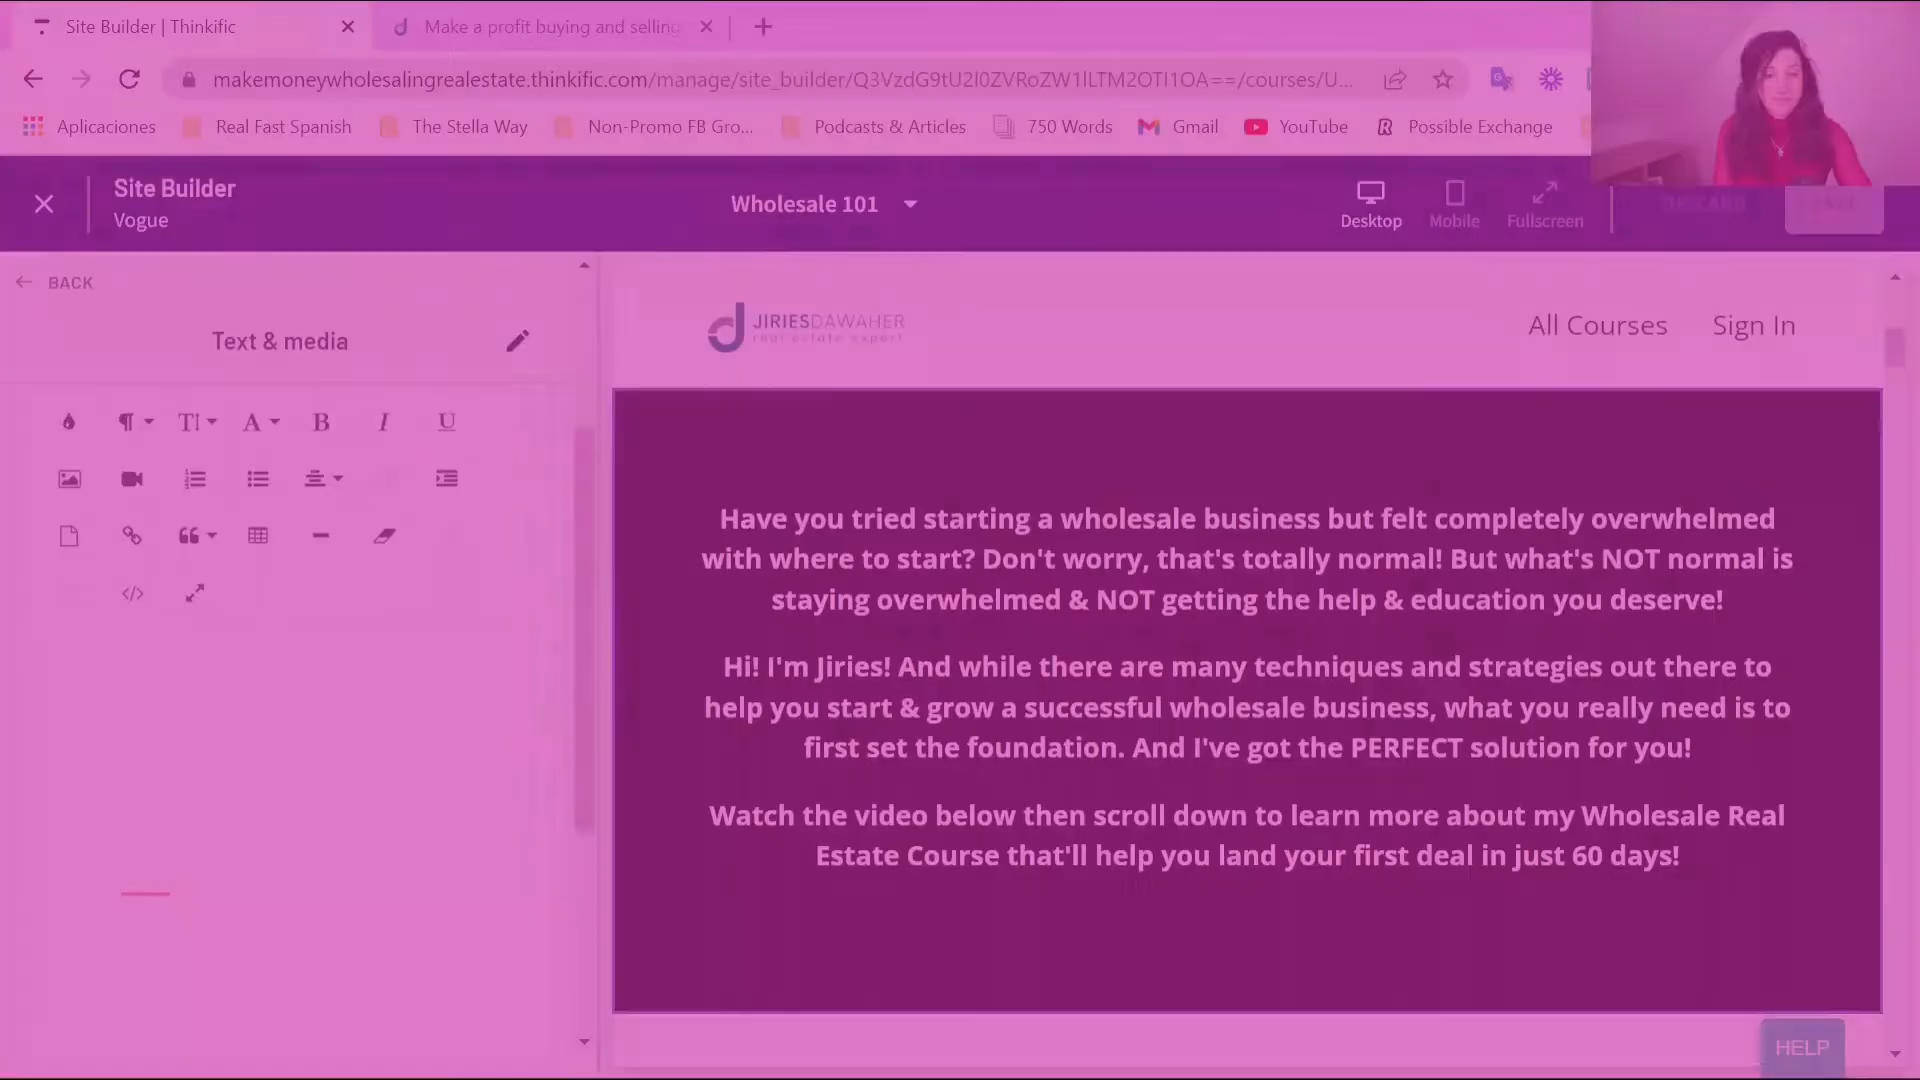 Site Builder | Thinkific
Make a profit buying and selling
makemoneywholesalingrealestate.thinkific.com/manage/site_builder/Q3VzdG9tU2l0ZVRoZW1lLTM2OTI1OA==/courses/U...
Aplicaciones
Real Fast Spanish
The Stella Way
Non-Promo FB Gro...
Podcasts & Articles
750 Words
Gmail
YouTube
Possible Exchange
Site Builder
Vogue
Wholesale 101
Desktop
Mobile
Fullscreen
DISCARD
BACK
Text & media
JIRIESDAWAHER
real estate expert
All Courses
Sign In
Have you tried starting a wholesale business but felt completely overwhelmed
with where to start? Don't worry, that's totally normal! But what's NOT normal is
staying overwhelmed & NOT getting the help & education you deserve!
Hi! I'm Jiries! And while there are many techniques and strategies out there to
help you start & grow a successful wholesale business, what you really need is to
first set the foundation. And I've got the PERFECT solution for you!
Watch the video below then scroll down to learn more about my Wholesale Real
Estate Course that'll help you land your first deal in just 60 days!
HELP